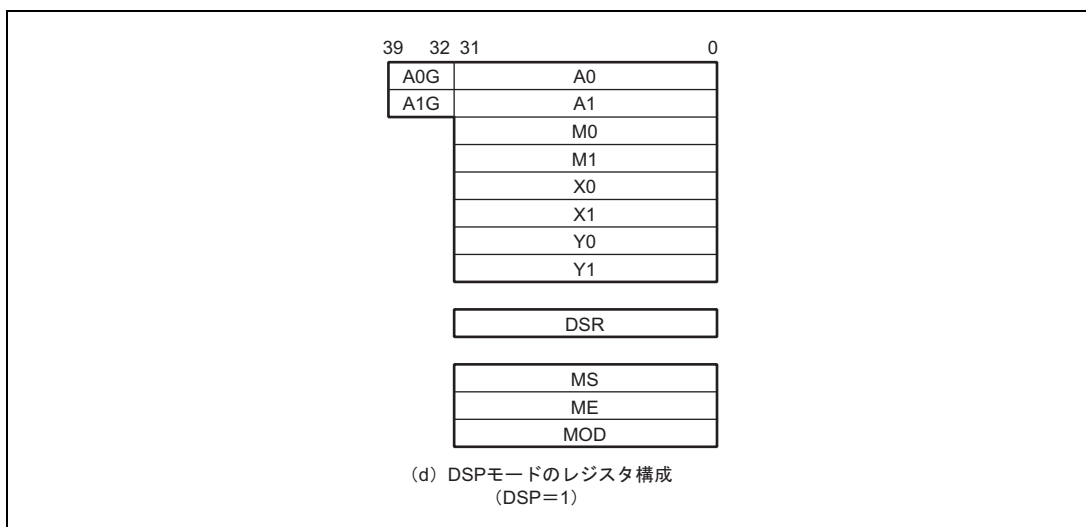 39 32 31 0
A0G A0
A1G A1
M0
M1
X0
X1
Y0
Y1
DSR
MS
ME
MOD
（d）DSPモードのレジスタ構成
（DSP＝1）